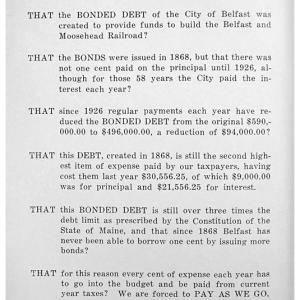 THAT the BONDED DEBT of the City of Belfast was
created to provide funds to build the Belfast and
Moosehead Railroad?
THAT the BONDS were issued in 1868, but that there was
not one cent paid on the principal until 1926, al-
though for those 58 years the City paid the in-
terest each year?
THAT since 1926 regular payments each year have re-
duced the BONDED DEBT from the original $590,-
000.00 to $496,000.00, a reduction of $94,000.00?
THAT this DEBT, created in 1868, is still the second high-
est item of expense paid by our taxpayers, having
cost them last year $30,556.25, of which $9,000.00
was for principal and $21,556.25 for interest.
THAT this BONDED DEBT is still over three times the
debt limit as prescribed by the Constitution of the
State of Maine, and that since 1868 Belfast has
never been able to borrow one cent by issuing more
bonds?
THAT for this reason every cent of expense each year has
to go into the budget and be paid from current
year taxes? We are forced to PAY AS WE GO,